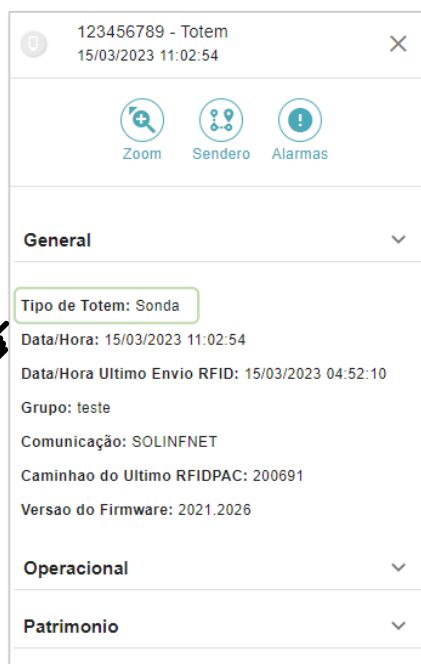 123456789 - Totem
15/03/2023 11:02:54
Zoom Sendero Alarmas
General
Tipo de Totem: Sonda
Data/Hora: 15/03/2023 11:02:54
Data/Hora Ultimo Envio RFID: 15/03/2023 04:52:10
Grupo: teste
Comunicação: SOLINFNET
Caminhao do Ultimo RFIDPAC: 200691
Versao do Firmware: 2021.2026
Operacional
Patrimonio